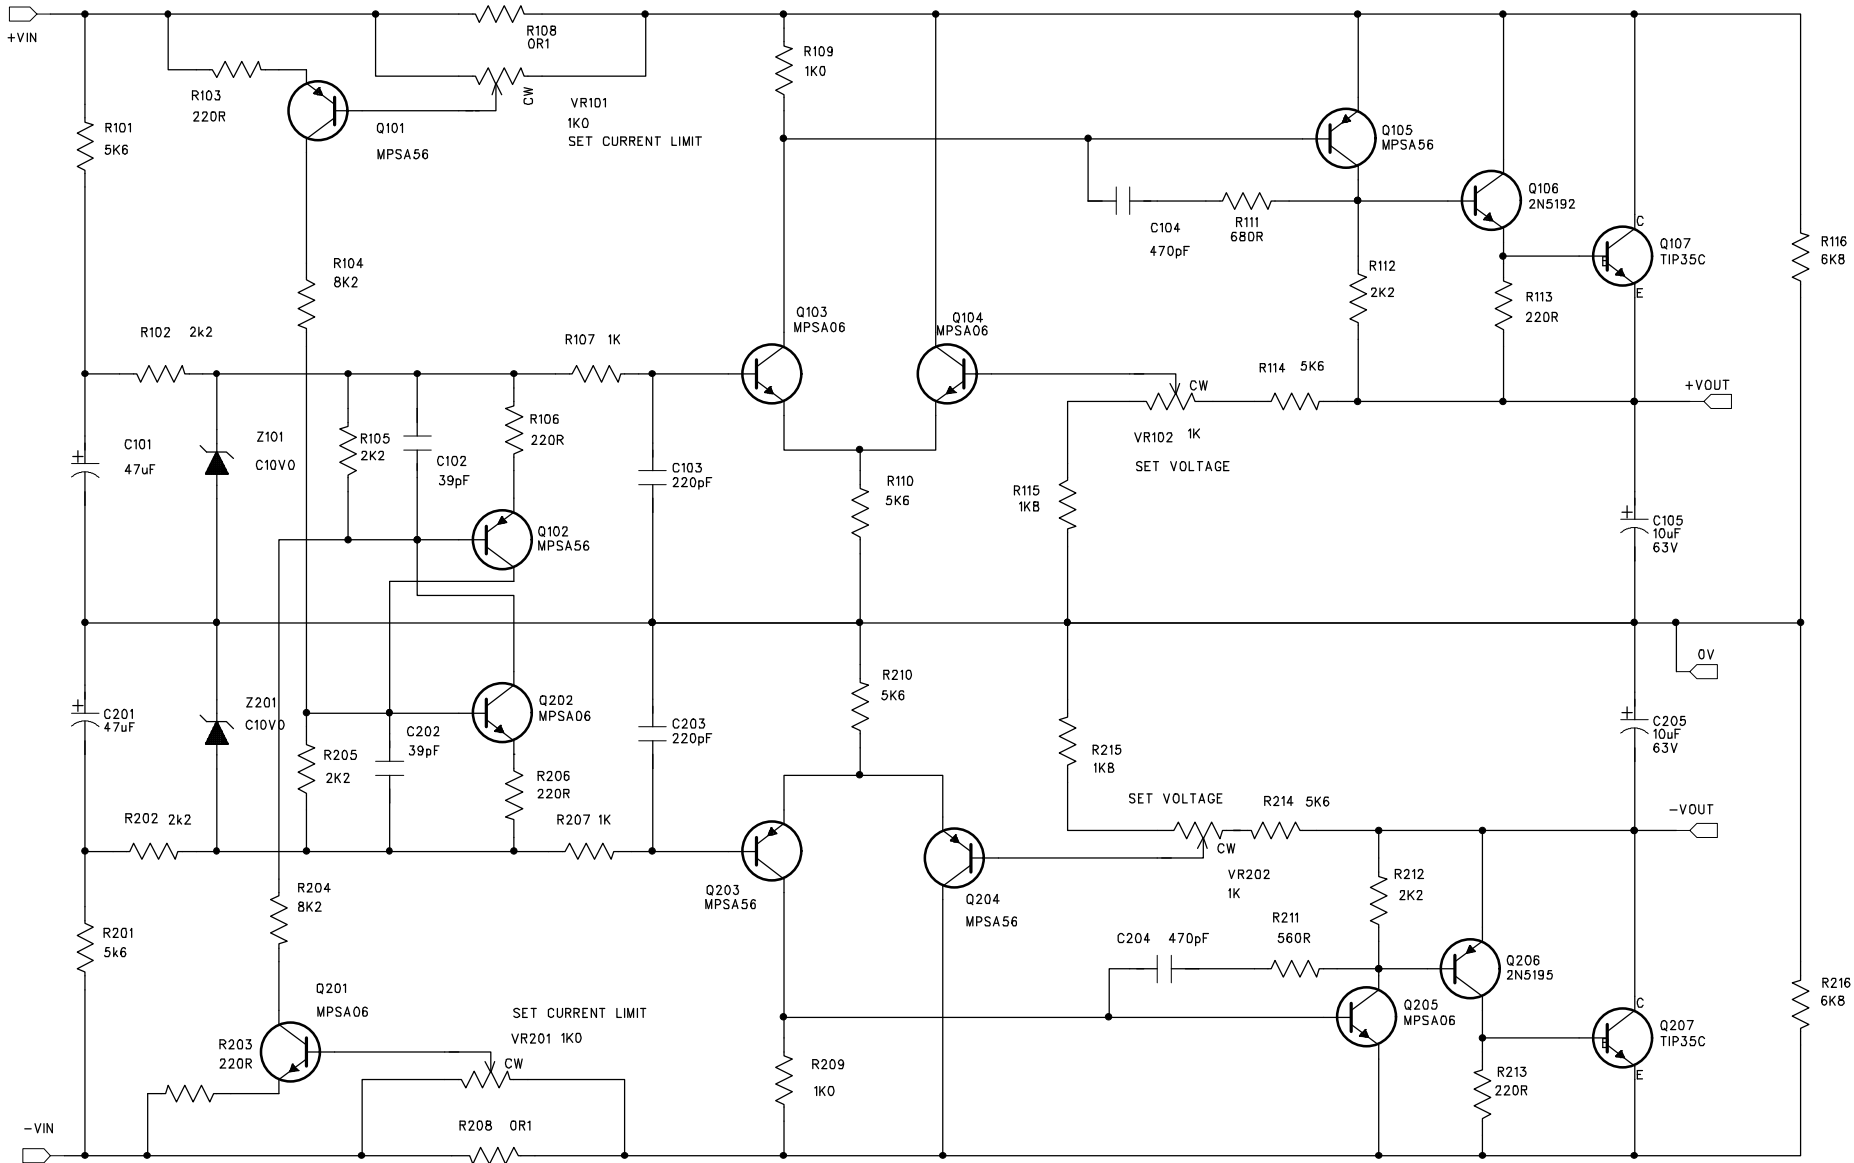 +VIN
R108
0R1
R109
1K0
R103
220R
CW
VR101
1K0
SET CURRENT LIMIT
Q101
MPSA56
R101
5K6
Q105
MPSA56
Q106
2N5192
C104
470pF
R111
680R
C
Q107
TIP35C
E
R116
6K8
R104
8K2
R112
2K2
R113
220R
R102 2k2
R107 1K
Q103
MPSA06
Q104
MPSA06
R114 5K6
CW
+VOUT
VR102 1K
SET VOLTAGE
C101
47uF
Z101
C10V0
R105
2K2
C102
39pF
R106
220R
C103
220pF
R110
5K6
R115
1K8
Q102
MPSA56
C105
10uF
63V
0V
R210
5K6
C201
47uF
Z201
C10V0
Q202
MPSA06
C202
39pF
C203
220pF
C205
10uF
63V
R205
2K2
R206
220R
R215
1K8
SET VOLTAGE
R214 5K6
-VOUT
R202 2k2
R207 1K
CW
VR202
1K
Q203
MPSA56
Q204
MPSA56
R212
2K2
R204
8K2
R201
5k6
C204 470pF
R211
560R
Q206
2N5195
Q201
MPSA06
SET CURRENT LIMIT
VR201 1K0
CW
Q205
MPSA06
C
Q207
TIP35C
E
R216
6K8
R203
220R
R209
1K0
R213
220R
-VIN
R208 0R1